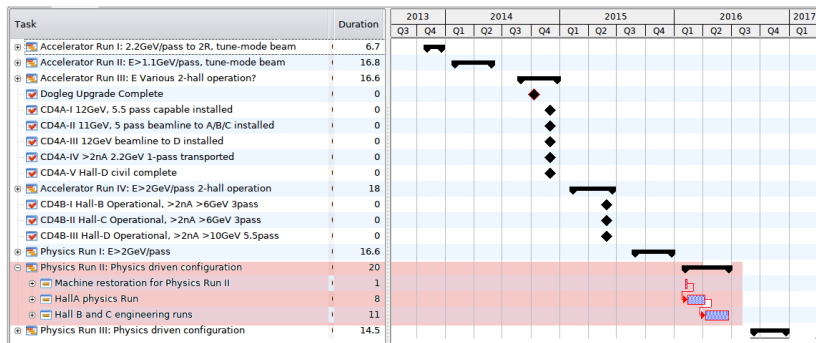 Task Duration
2013 2014 2015 2016 2017
Q3 Q4 Q1 Q2 Q3 Q4 Q1 Q2 Q3 Q4 Q1 Q2 Q3 Q4 Q1
Accelerator Run I: 2.2GeV/pass to 2R, tune-mode beam 6.7
Accelerator Run II: E>1.1GeV/pass, tune-mode beam 16.8
Accelerator Run III: E Various 2-hall operation? 16.6
Dogleg Upgrade Complete 0
CD4A-I 12GeV, 5.5 pass capable installed 0
CD4A-II 11GeV, 5 pass beamline to A/B/C installed 0
CD4A-III 12GeV beamline to D installed 0
CD4A-IV >2nA 2.2GeV 1-pass transported 0
CD4A-V Hall-D civil complete 0
Accelerator Run IV: E>2GeV/pass 2-hall operation 18
CD4B-I Hall-B Operational, >2nA >6GeV 3pass 0
CD4B-II Hall-C Operational, >2nA >6GeV 3pass 0
CD4B-III Hall-D Operational, >2nA >10GeV 5.5pass 0
Physics Run I: E>2GeV/pass 16.6
Physics Run II: Physics driven configuration 20
Machine restoration for Physics Run II 1
HallA physics Run 8
Hall B and C engineering runs 11
Physics Run III: Physics driven configuration 14.5